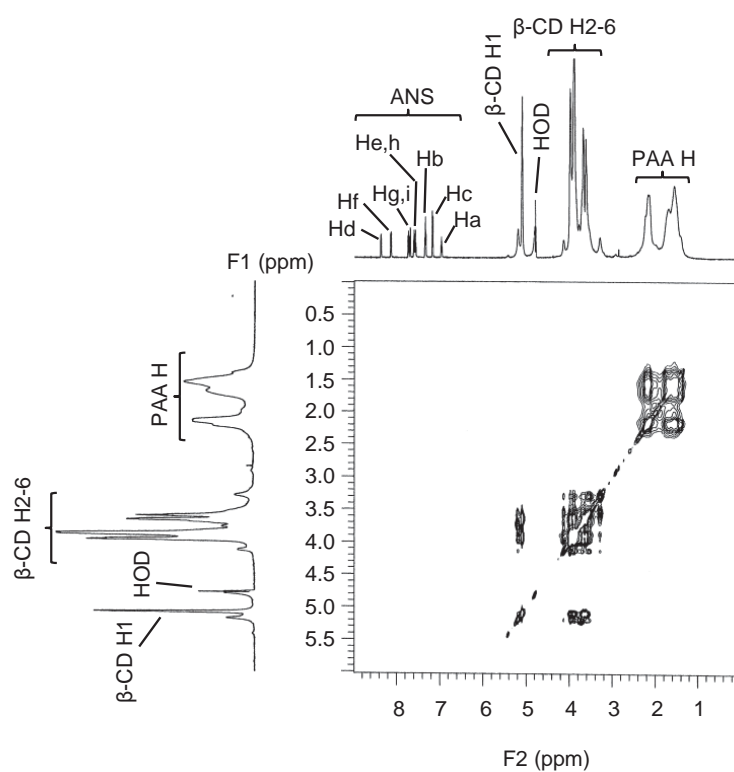 β-CD H2-6
β-CD H1
ANS
He,h
Hb
HOD
PAA H
Hg,i
Hc
Hf
Ha
Hd
F1 (ppm)
PAA H
β-CD H2-6
HOD
β-CD H1
0.5
1.0
1.5
2.0
2.5
3.0
3.5
4.0
4.5
5.0
5.5
8 7 6 5 4 3 2 1
F2 (ppm)